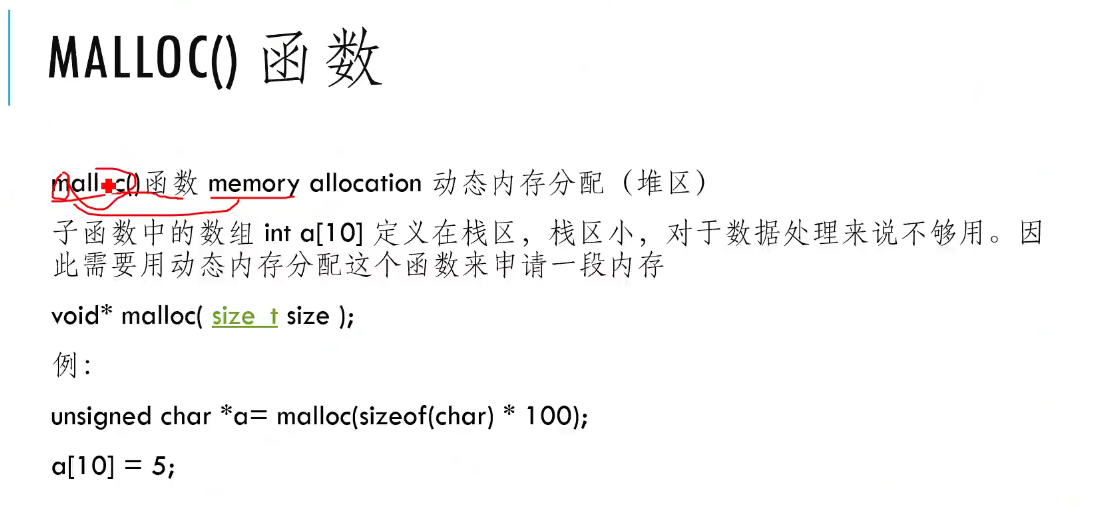 MALLOC() 函数
malloc()函数 memory allocation 动态内存分配（堆区）
子函数中的数组 int a[10] 定义在栈区，栈区小，对于数据处理来说不够用。因
此需要用动态内存分配这个函数来申请一段内存
void* malloc( size_t size );
例：
unsigned char *a= malloc(sizeof(char) * 100);
a[10] = 5;